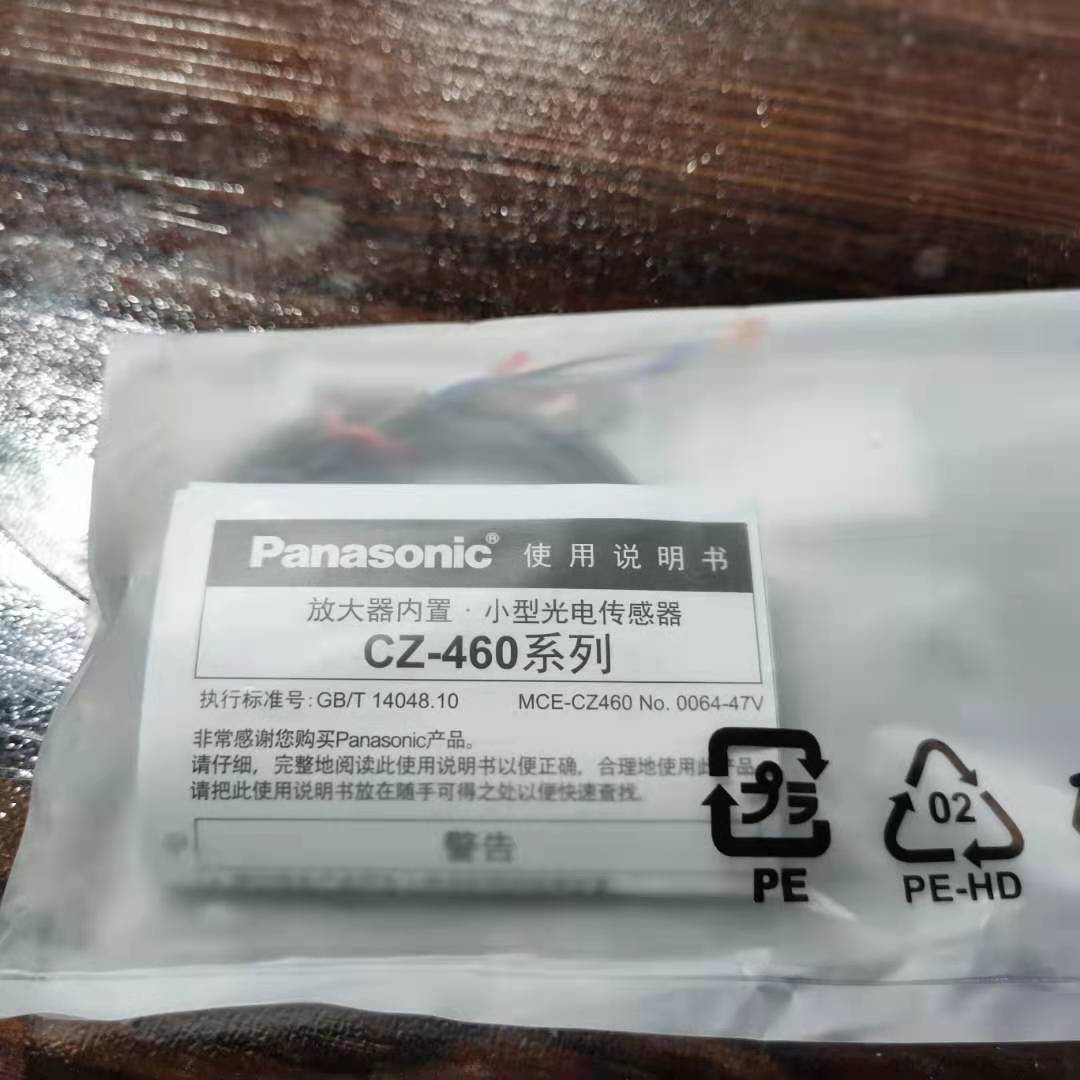 Panasonic® 使用说明书
放大器内置·小型光电传感器
CZ-460系列
执行标准号:GB/T 14048.10 MCE-CZ460 No. 0064-47V
非常感谢您购买Panasonic产品。
请仔细，完整地阅读此使用说明书以便正确，合理地使用此产品。
请把此使用说明书放在随手可得之处以便快速查找。
警告
プラ
PE
02
PE-HD